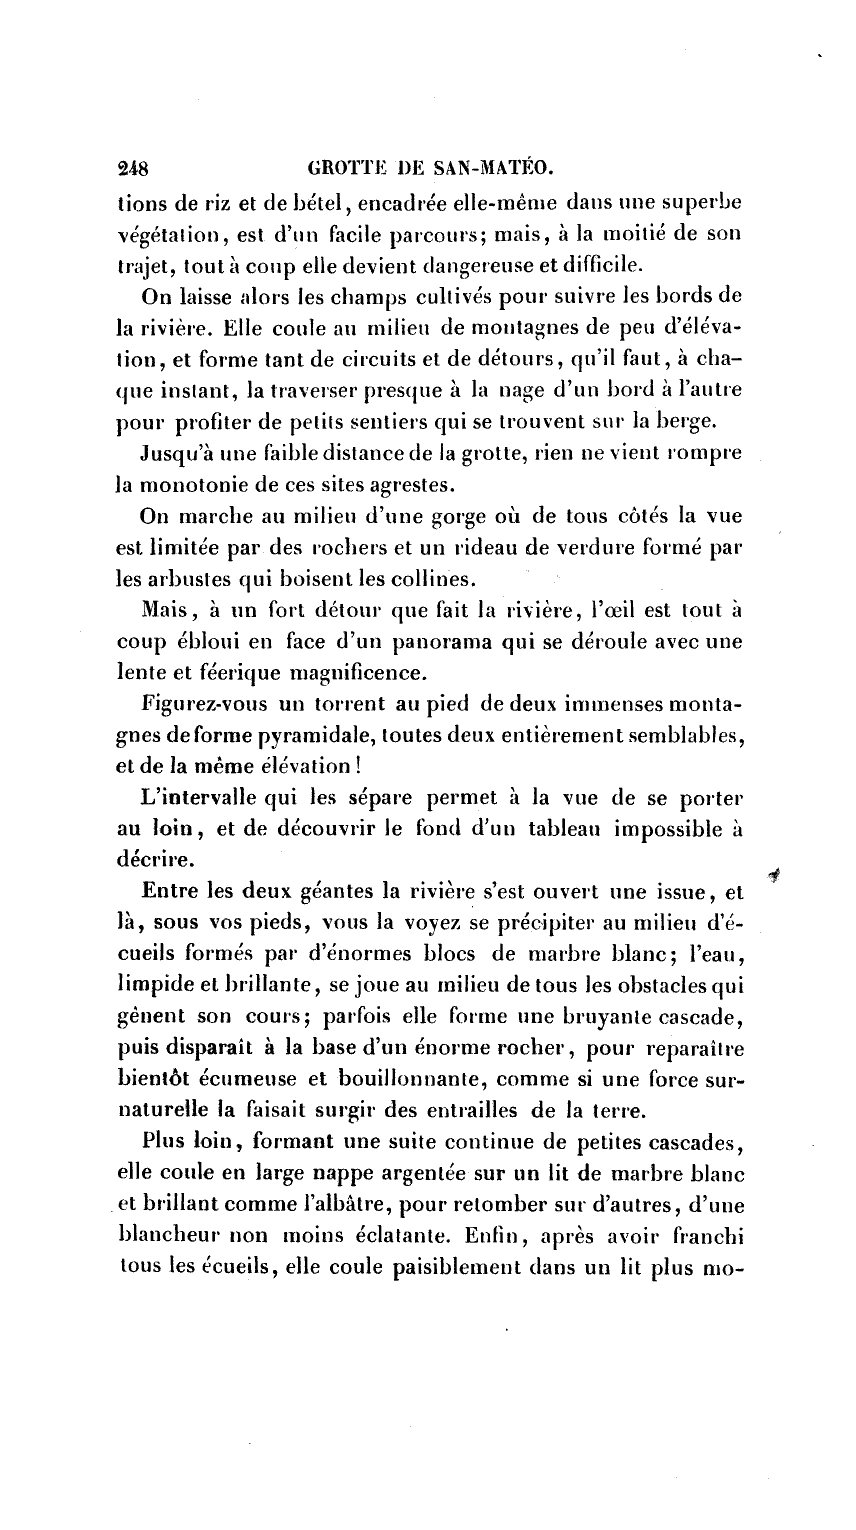 248 GROTTE DE SAN-MATÉO.
tions de riz et de bétel, encadrée elle-même dans une superbe
végétation, est d'un facile parcours; mais, à la moitié de son
trajet, tout à coup elle devient dangereuse et difficile.
On laisse alors les champs cultivés pour suivre les bords de
la rivière. Elle coule au milieu de montagnes de peu d'éléva-
tion, et forme tant de circuits et de détours, qu'il faut, à cha-
que instant, la traverser presque à la nage d'un bord à l'autre
pour profiter de petits sentiers qui se trouvent sur la berge.
Jusqu'à une faible distance de la grotte, rien ne vient rompre
la monotonie de ces sites agrestes.
On marche au milieu d'une gorge où de tous côtés la vue
est limitée par des rochers et un rideau de verdure formé par
les arbustes qui boisent les collines.
Mais, à un fort détour que fait la rivière, l'œil est tout à
coup ébloui en face d'un panorama qui se déroule avec une
lente et féerique magnificence.
Figurez-vous un torrent au pied de deux immenses monta-
gnes de forme pyramidale, toutes deux entièrement semblables,
et de la même élévation !
L'intervalle qui les sépare permet à la vue de se porter
au loin, et de découvrir le fond d'un tableau impossible à
décrire.
Entre les deux géantes la rivière s'est ouvert une issue, et
là, sous vos pieds, vous la voyez se précipiter au milieu d'é-
cueils formés par d'énormes blocs de marbre blanc; l'eau,
limpide et brillante, se joue au milieu de tous les obstacles qui
gênent son cours; parfois elle forme une bruyante cascade,
puis disparaît à la base d'un énorme rocher, pour reparaître
bientôt écumeuse et bouillonnante, comme si une force sur-
naturelle la faisait surgir des entrailles de la terre.
Plus loin, formant une suite continue de petites cascades,
elle coule en large nappe argentée sur un lit de marbre blanc
et brillant comme l'albâtre, pour retomber sur d'autres, d'une
blancheur non moins éclatante. Enfin, après avoir franchi
tous les écueils, elle coule paisiblement dans un lit plus mo-